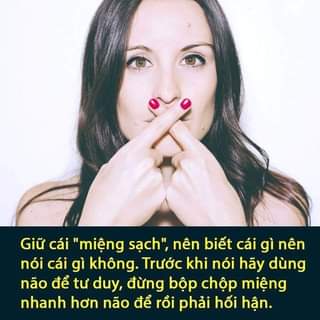 Giữ cái "miệng sạch", nên biết cái gì nên
nói cái gì không. Trước khi nói hãy dùng
não để tư duy, đừng bộp chộp miệng
nhanh hơn não để rồi phải hối hận.